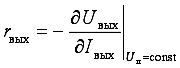 r_вых = − ∂U_вых / ∂I_вых |_{U_п=const}